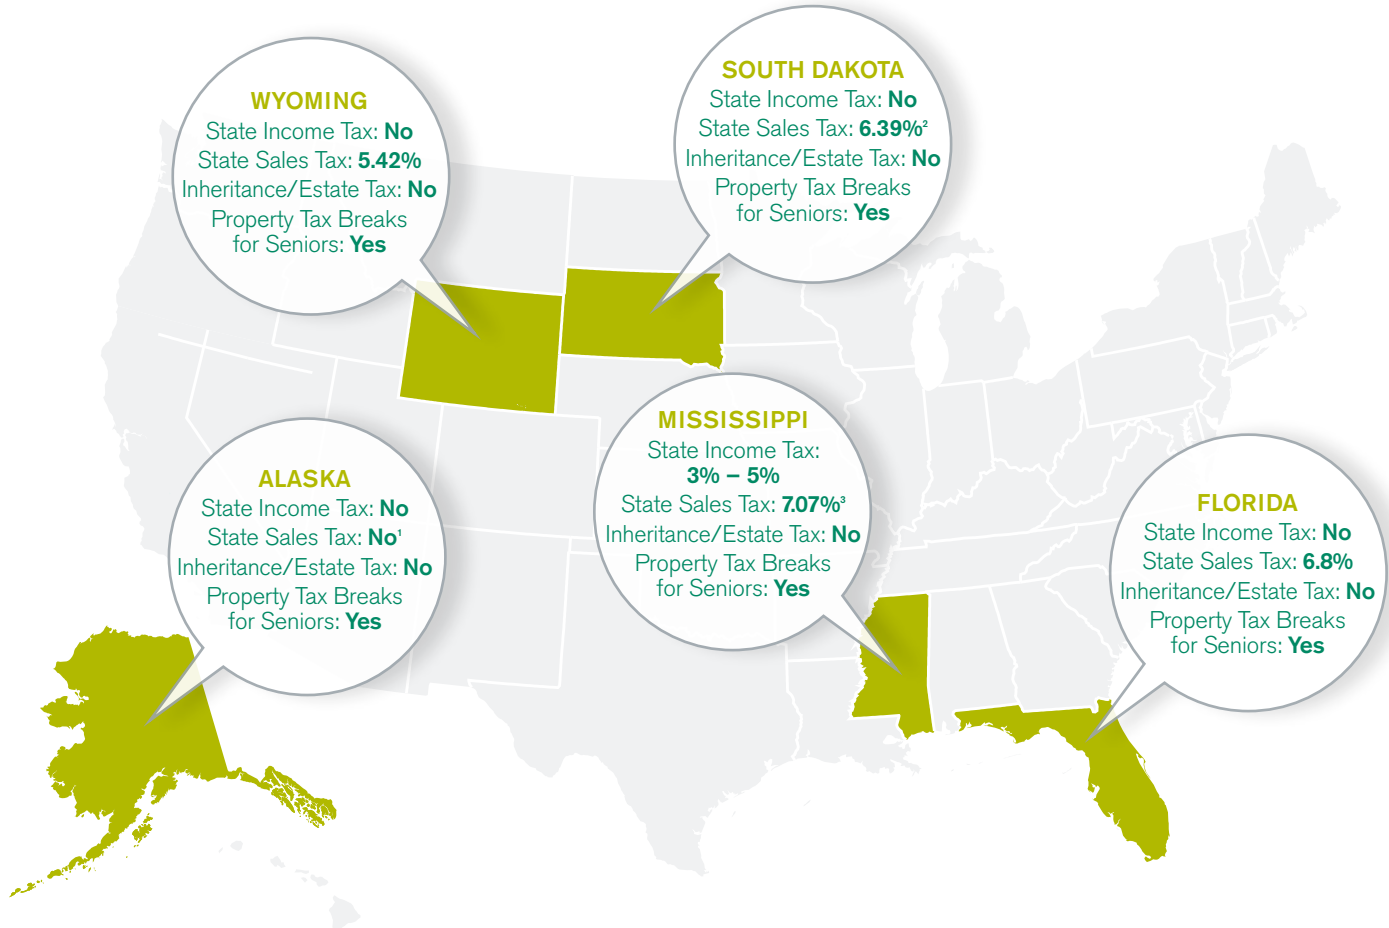 WYOMING
State Income Tax: No
State Sales Tax: 5.42%
Inheritance/Estate Tax: No
Property Tax Breaks
for Seniors: Yes
SOUTH DAKOTA
State Income Tax: No
State Sales Tax: 6.39%²
Inheritance/Estate Tax: No
Property Tax Breaks
for Seniors: Yes
ALASKA
State Income Tax: No
State Sales Tax: No¹
Inheritance/Estate Tax: No
Property Tax Breaks
for Seniors: Yes
MISSISSIPPI
State Income Tax:
3% – 5%
State Sales Tax: 7.07%³
Inheritance/Estate Tax: No
Property Tax Breaks
for Seniors: Yes
FLORIDA
State Income Tax: No
State Sales Tax: 6.8%
Inheritance/Estate Tax: No
Property Tax Breaks
for Seniors: Yes